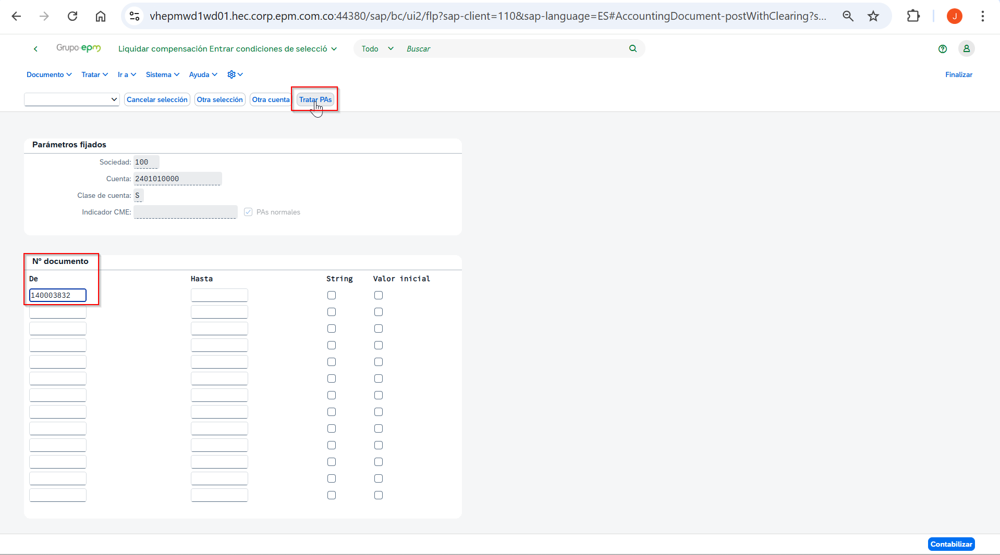 vhepmwd1wd01.hec.corp.epm.com.co:44380/sap/bc/ui2/flp?sap-client=110&sap-language=ES#AccountingDocument-postWithClearing?s...
J
Grupo·epm
Liquidar compensación Entrar condiciones de selecció
Todo
Buscar
Documento
Tratar
Ir a
Sistema
Ayuda
Finalizar
Cancelar selección
Otra selección
Otra cuenta
Tratar PAs
Parámetros fijados
Sociedad: 100
Cuenta: 2401010000
Clase de cuenta: S
Indicador CME:
PAs normales
Nº documento
De
Hasta
String
Valor inicial
140003832
Contabilizar